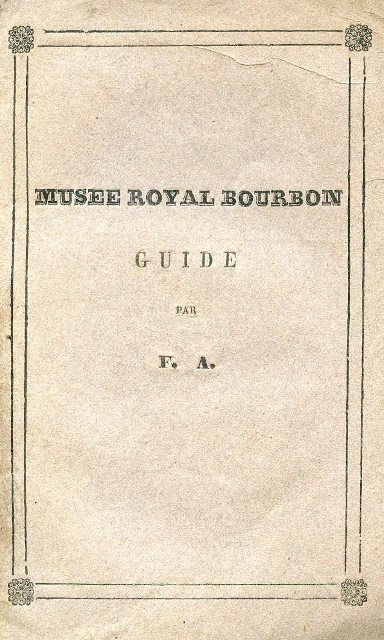 MUSEE ROYAL BOURBON
GUIDE
PAR
F. A.